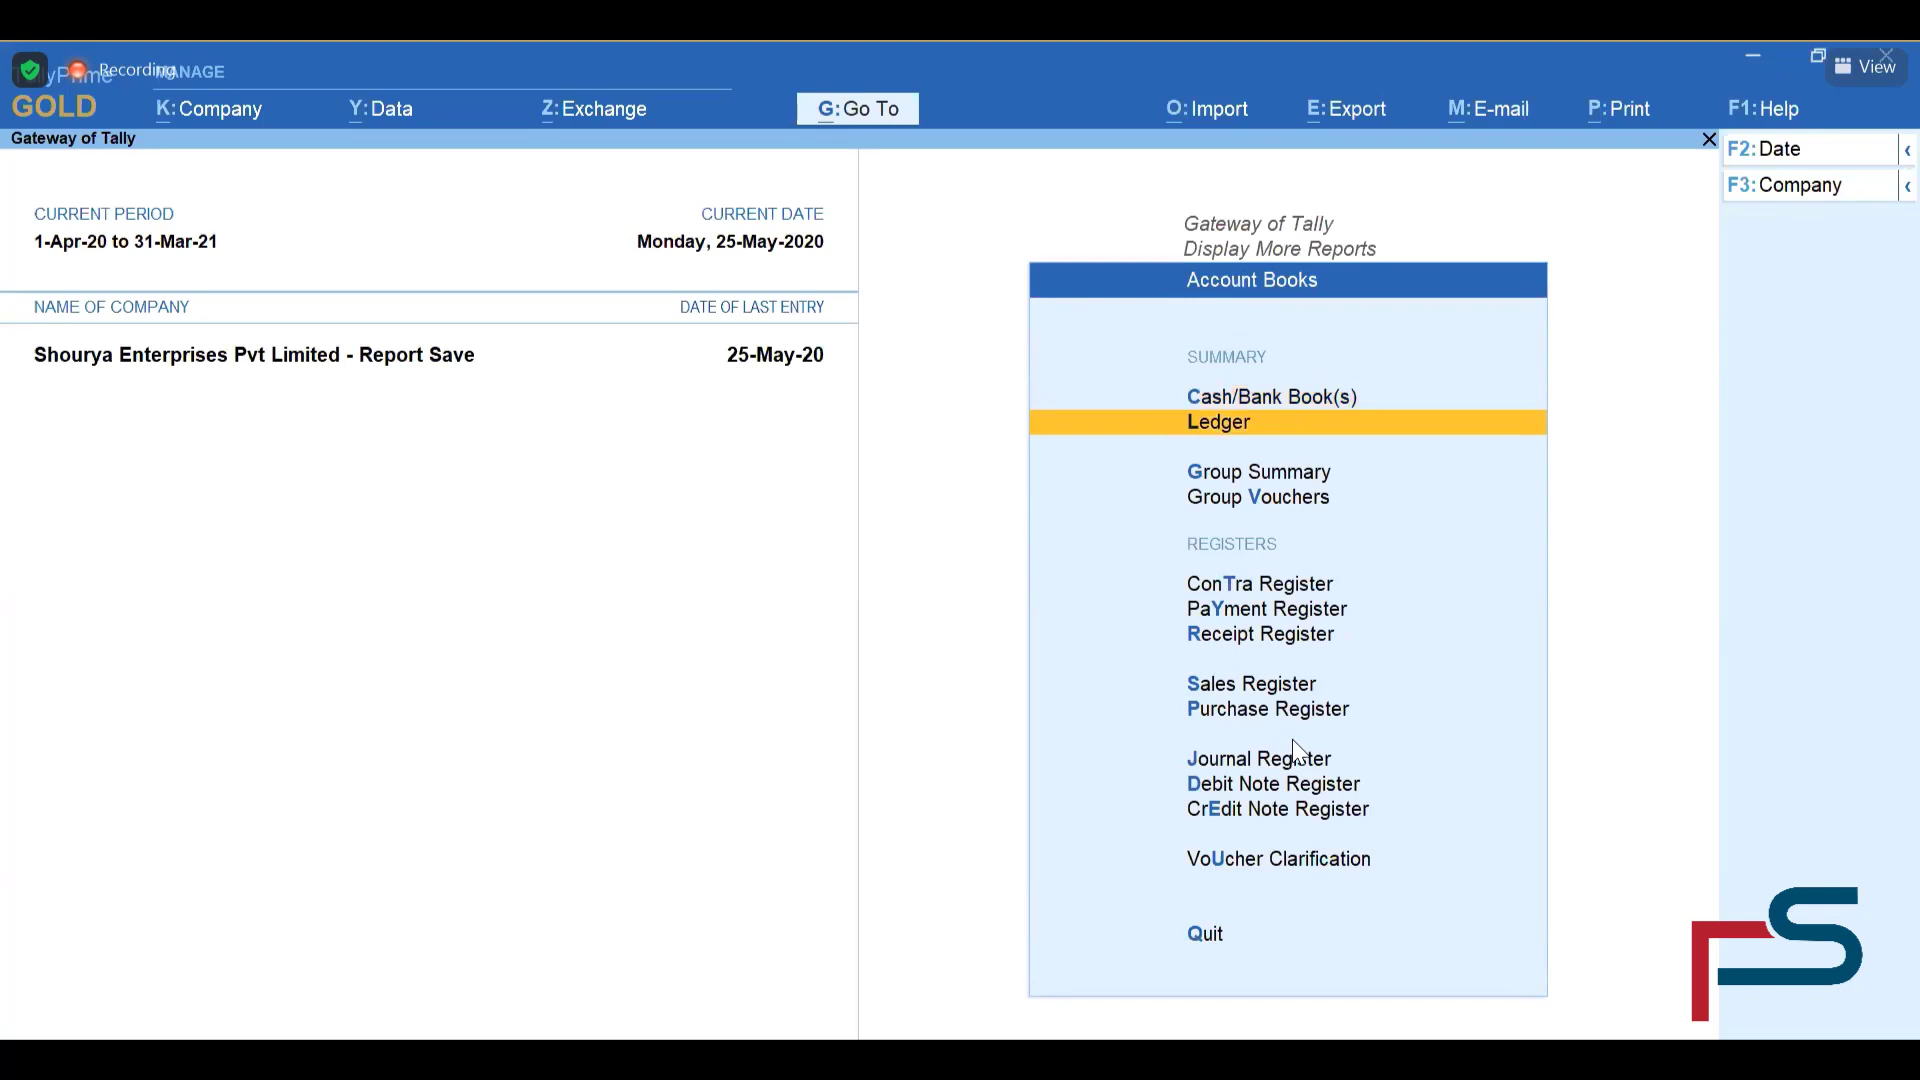 Recording
TallyPrime
MANAGE
GOLD
K: Company
Y: Data
Z: Exchange
G: Go To
O: Import
E: Export
M: E-mail
P: Print
F1: Help
View
Gateway of Tally
F2: Date
F3: Company
CURRENT PERIOD
CURRENT DATE
1-Apr-20 to 31-Mar-21
Monday, 25-May-2020
NAME OF COMPANY
DATE OF LAST ENTRY
Shourya Enterprises Pvt Limited - Report Save
25-May-20
Gateway of Tally
Display More Reports
Account Books
SUMMARY
Cash/Bank Book(s)
Ledger
Group Summary
Group Vouchers
REGISTERS
ConTra Register
PaYment Register
Receipt Register
Sales Register
Purchase Register
Journal Register
Debit Note Register
CrEdit Note Register
VoUcher Clarification
Quit